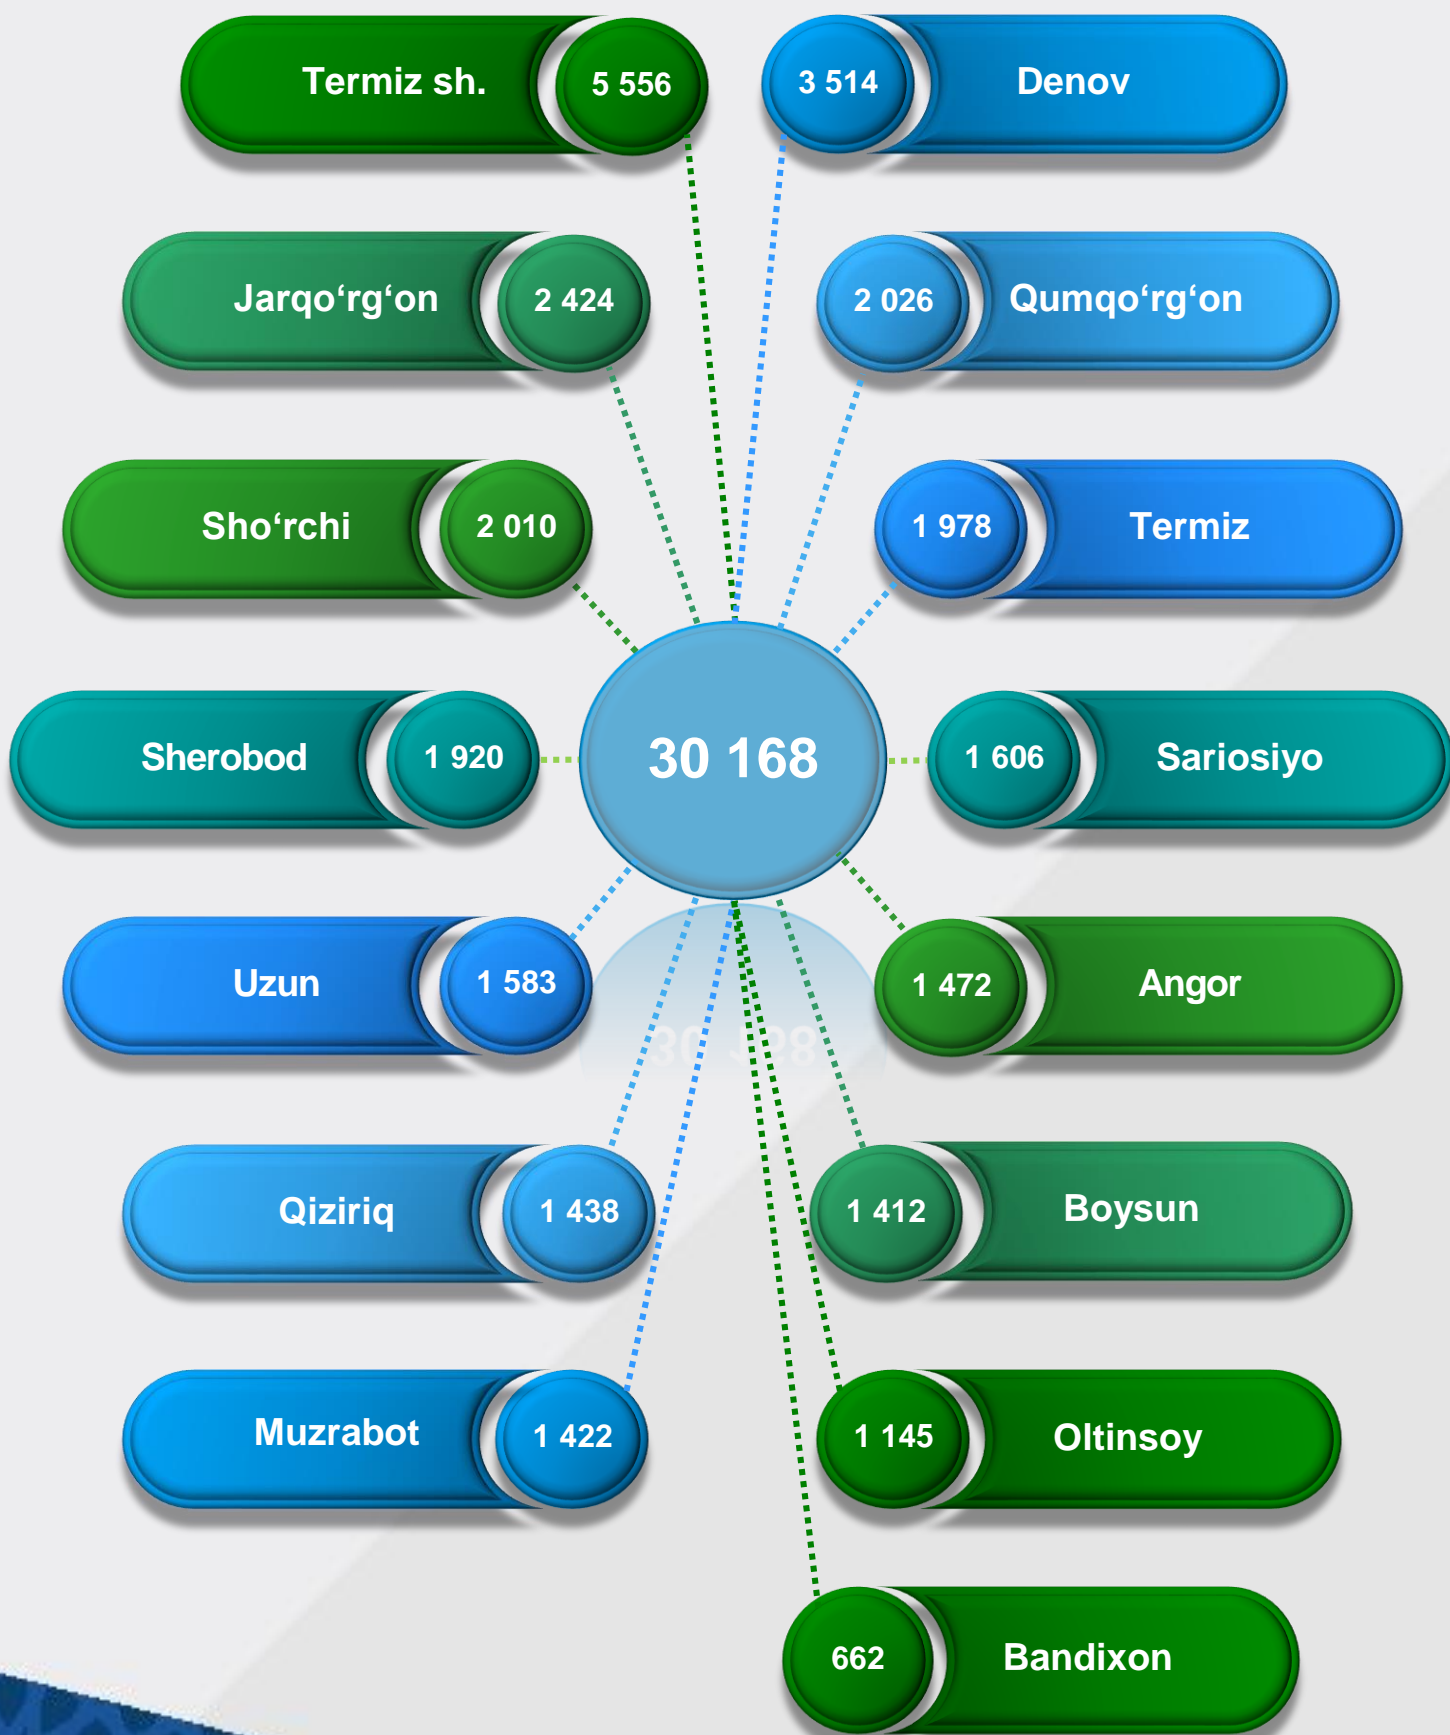 Termiz sh. 5 556
3 514 Denov
Jarqo‘rg‘on 2 424
2 026 Qumqo‘rg‘on
Sho‘rchi 2 010
1 978 Termiz
Sherobod 1 920
30 168
1 606 Sariosiyo
Uzun 1 583
1 472 Angor
Qiziriq 1 438
1 412 Boysun
Muzrabot 1 422
1 145 Oltinsoy
662 Bandixon